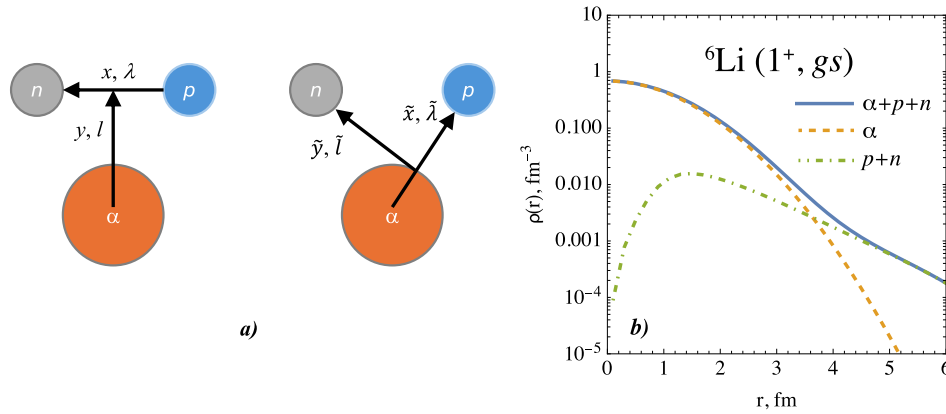 a)
n
x, λ
p
y, l
α
n
x̃, λ̃
p
ỹ, l̃
α
b)
⁶Li (1⁺, gs)
α+p+n
α
p+n
ρ(r), fm⁻³
1
0.100
0.010
0.001
10⁻⁴
10⁻⁵
0 1 2 3 4 5 6
r, fm